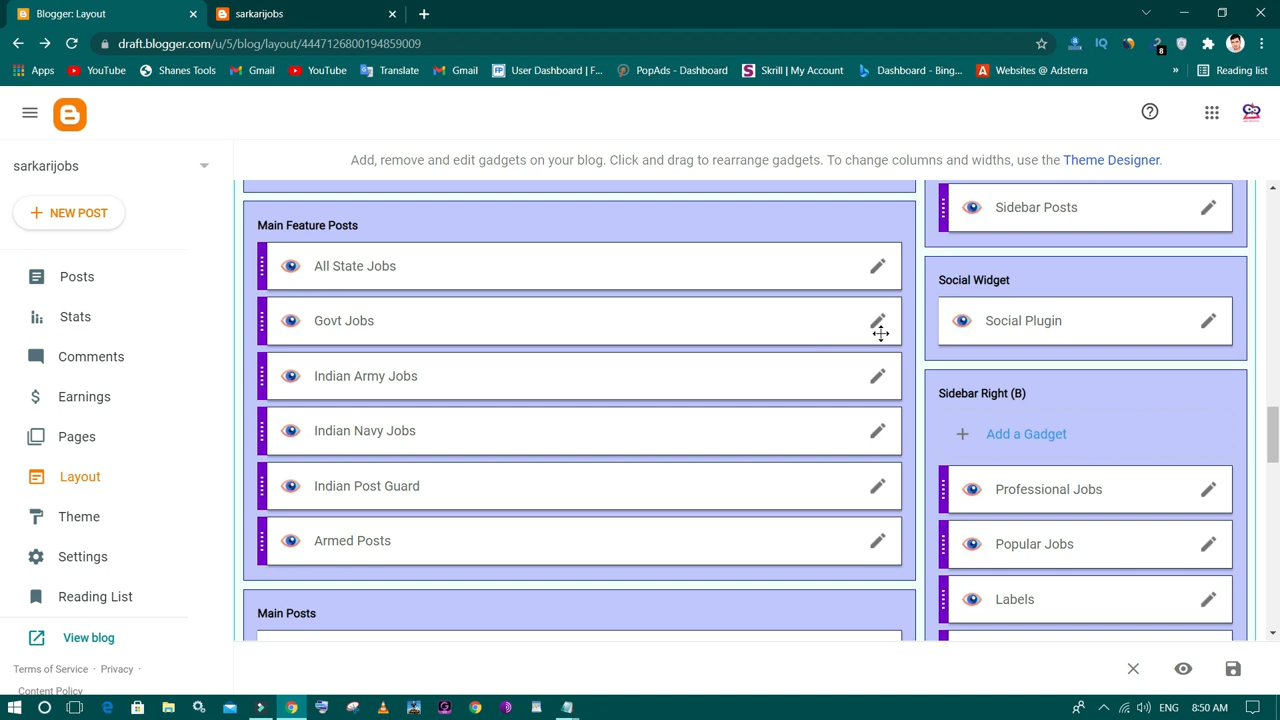 Blogger: Layout
sarkarijobs
draft.blogger.com/u/5/blog/layout/4447126800194859009
IQ
8
Apps
YouTube
Shanes Tools
Gmail
YouTube
Translate
Gmail
User Dashboard | F...
PopAds - Dashboard
Skrill | My Account
Dashboard - Bing...
Websites @ Adsterra
»
Reading list
sarkarijobs
NEW POST
Posts
Stats
Comments
Earnings
Pages
Layout
Theme
Settings
Reading List
View blog
Terms of Service · Privacy ·
Content Policy
Add, remove and edit gadgets on your blog. Click and drag to rearrange gadgets. To change columns and widths, use the Theme Designer.
Main Feature Posts
All State Jobs
Govt Jobs
Indian Army Jobs
Indian Navy Jobs
Indian Post Guard
Armed Posts
Main Posts
Sidebar Posts
Social Widget
Social Plugin
Sidebar Right (B)
Add a Gadget
Professional Jobs
Popular Jobs
Labels
ENG
8:50 AM